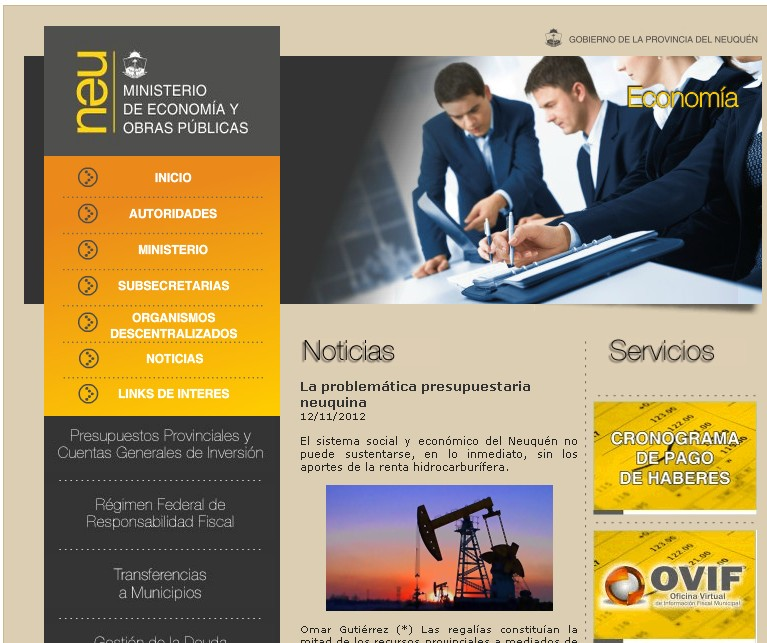 GOBIERNO DE LA PROVINCIA DEL NEUQUÉN
neu
MINISTERIO
DE ECONOMÍA Y
OBRAS PÚBLICAS
Economía
INICIO
AUTORIDADES
MINISTERIO
SUBSECRETARIAS
ORGANISMOS
DESCENTRALIZADOS
NOTICIAS
LINKS DE INTERES
Presupuestos Provinciales y
Cuentas Generales de Inversión
Régimen Federal de
Responsabilidad Fiscal
Transferencias
a Municipios
Gestión de la Deuda
Noticias
La problemática presupuestaria
neuquina
12/11/2012
El sistema social y económico del Neuquén no
puede sustentarse, en lo inmediato, sin los
aportes de la renta hidrocarburífera.
Omar Gutiérrez (*) Las regalías constituían la
mitad de los recursos provinciales a mediados de
Servicios
CRONOGRAMA
DE PAGO
DE HABERES
OVIF
Oficina Virtual
de Información Fiscal Municipal